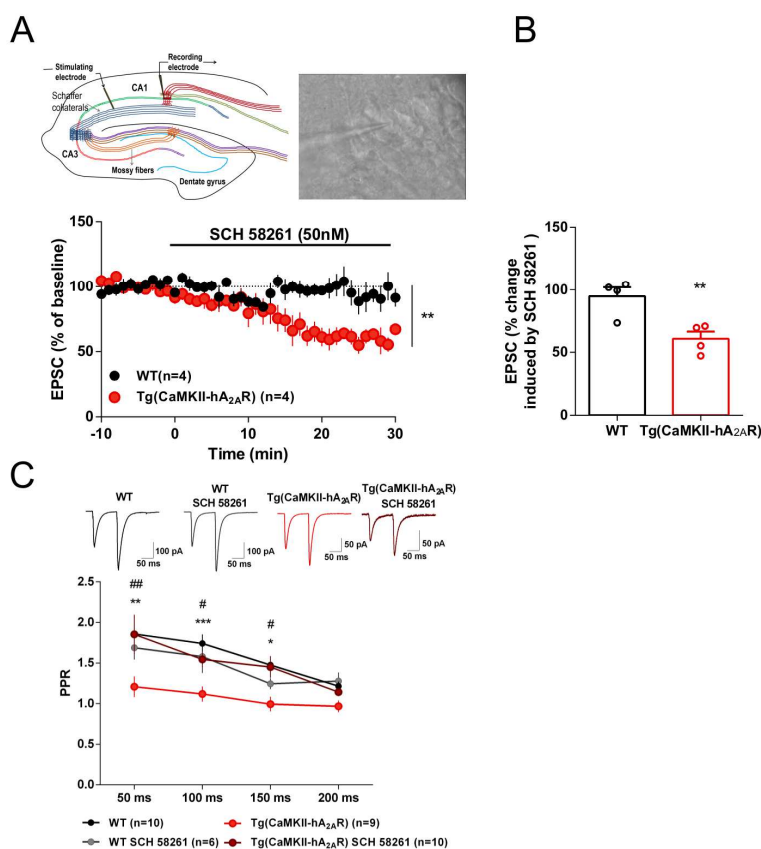 A
Stimulating
electrode
Recording
electrode
CA1
Schaffer
collaterals
CA3
Mossy fibers
Dentate gyrus
150
100
50
0
EPSC (% of baseline)
SCH 58261 (50nM)
**
WT(n=4)
Tg(CaMKII-hA2AR) (n=4)
-10 0 10 20 30
Time (min)
B
150
100
50
0
EPSC (% change
induced by SCH 58261 )
**
WT Tg(CaMKII-hA2AR)
C
WT
WT
SCH 58261
Tg(CaMKII-hA2AR)
Tg(CaMKII-hA2AR)
SCH 58261
100 pA
50 ms
100 pA
50 ms
50 pA
50 ms
50 pA
50 ms
2.5
2.0
1.5
1.0
0.5
0.0
PPR
## # #
** *** *
50 ms 100 ms 150 ms 200 ms
WT (n=10) Tg(CaMKII-hA2AR) (n=9)
WT SCH 58261 (n=6) Tg(CaMKII-hA2AR) SCH 58261 (n=10)